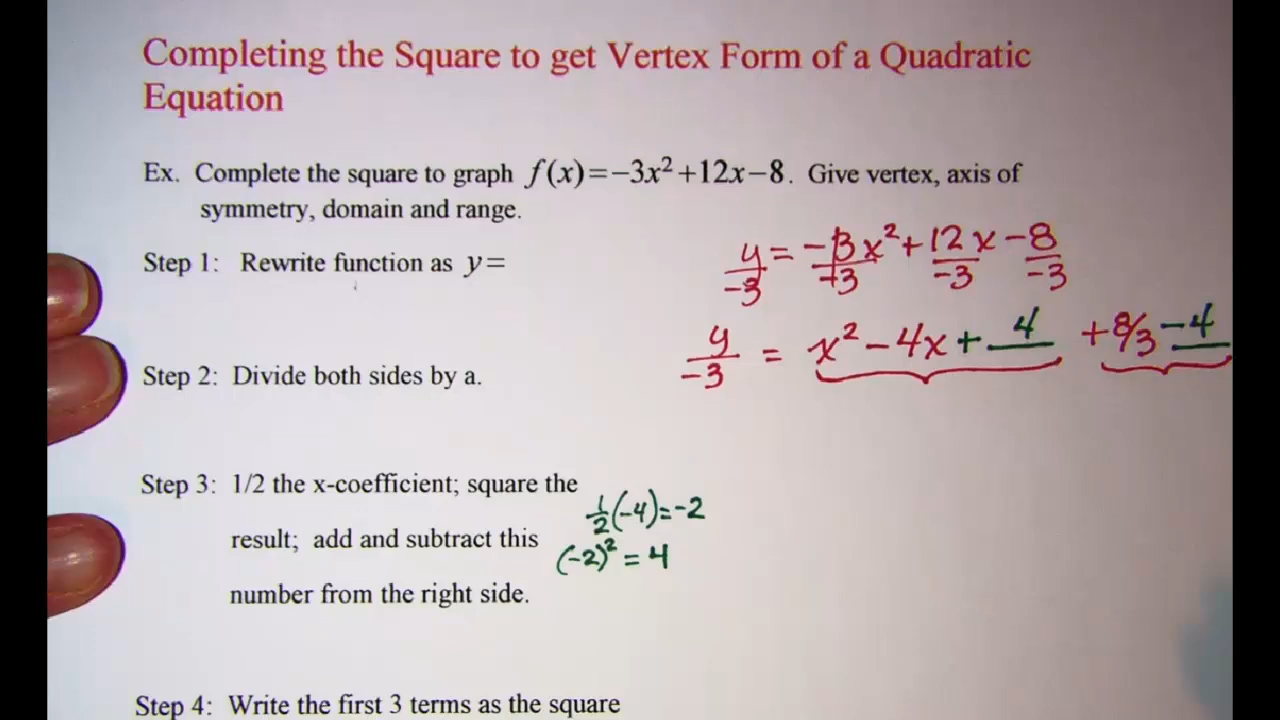 Completing the Square to get Vertex Form of a Quadratic
Equation
Ex. Complete the square to graph f(x)=−3x²+12x−8. Give vertex, axis of
symmetry, domain and range.
y/−3 = −3x²/−3 + 12x/−3 − 8/−3
Step 1: Rewrite function as y=
y/−3 = x² − 4x + 4 + 8/3 − 4
Step 2: Divide both sides by a.
Step 3: 1/2 the x-coefficient; square the
½(−4)=−2
result; add and subtract this
(−2)² = 4
number from the right side.
Step 4: Write the first 3 terms as the square